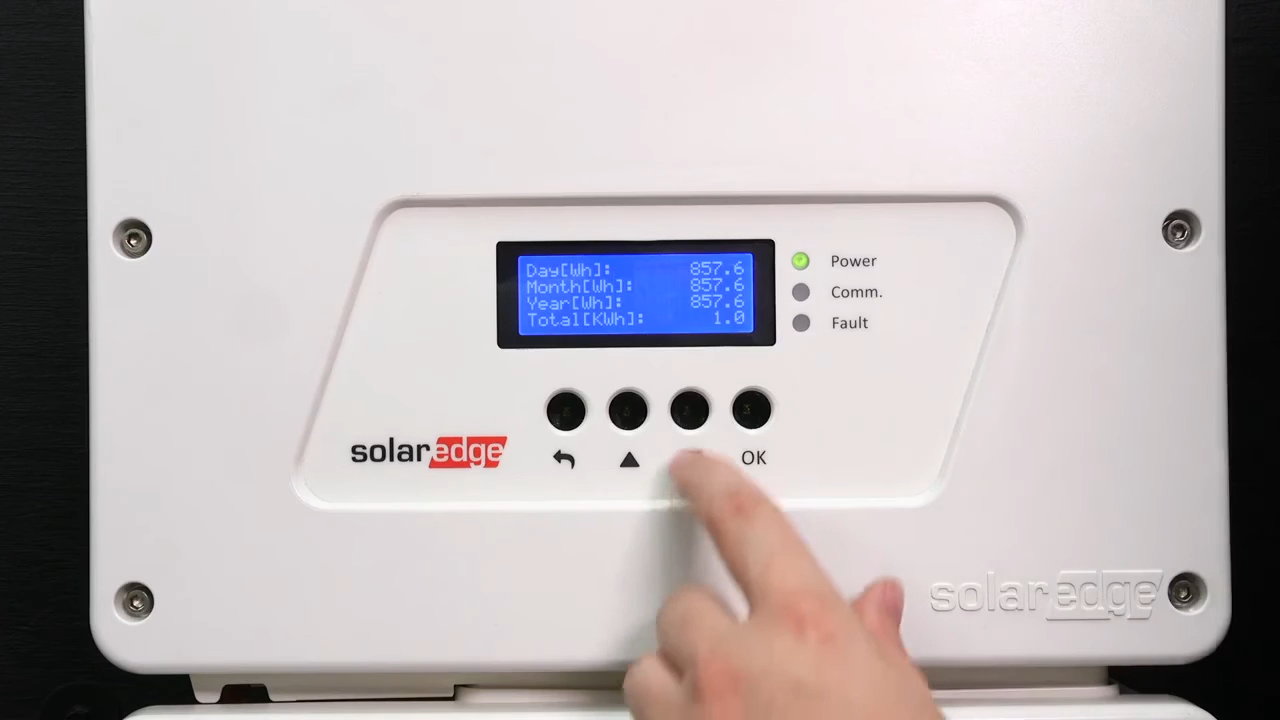 Day[Wh]: 857.6
Month[Wh]: 857.6
Year[Wh]: 857.6
Total[KWh]: 1.0
Power
Comm.
Fault
solaredge
OK
solaredge